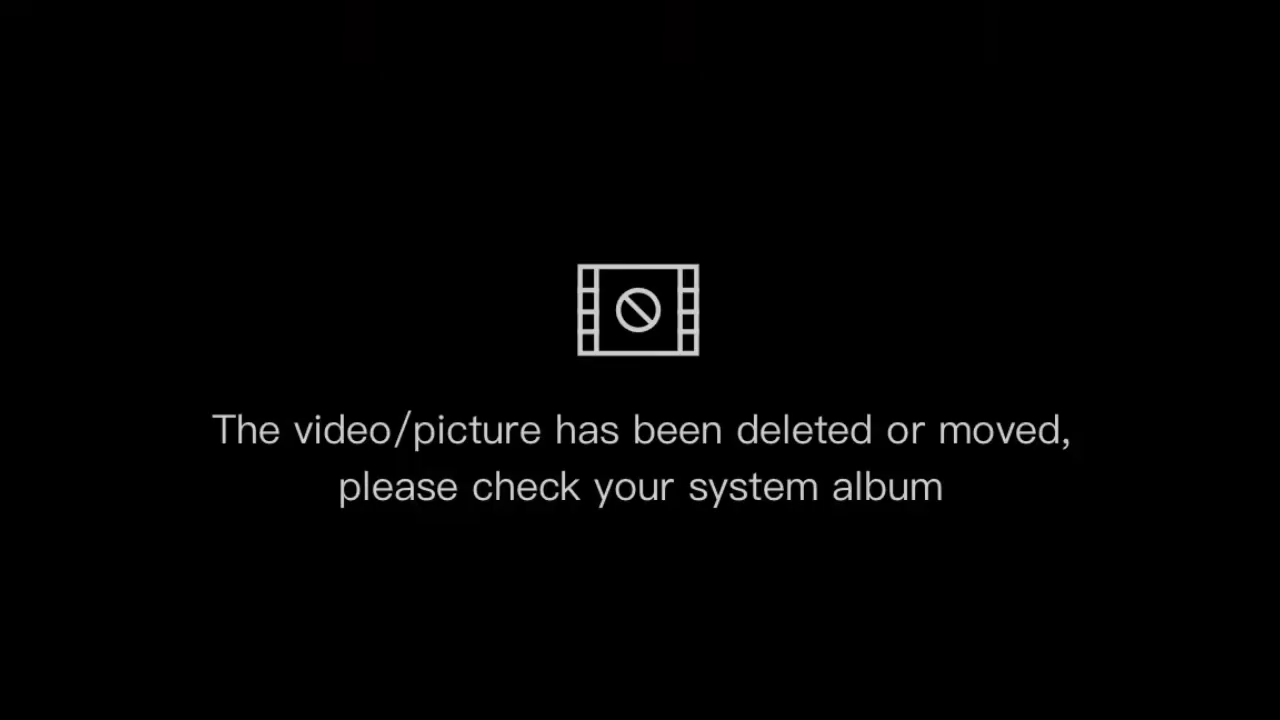 The video/picture has been deleted or moved,
please check your system album